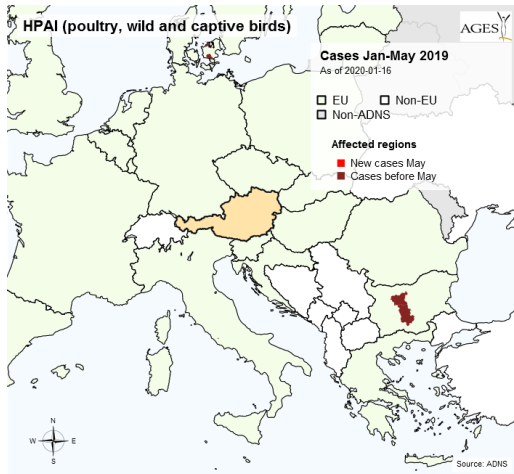 HPAI (poultry, wild and captive birds)
AGES
Cases Jan-May 2019
As of 2020-01-16
EU Non-EU
Non-ADNS
Affected regions
New cases May
Cases before May
N
W E
S
Source: ADNS